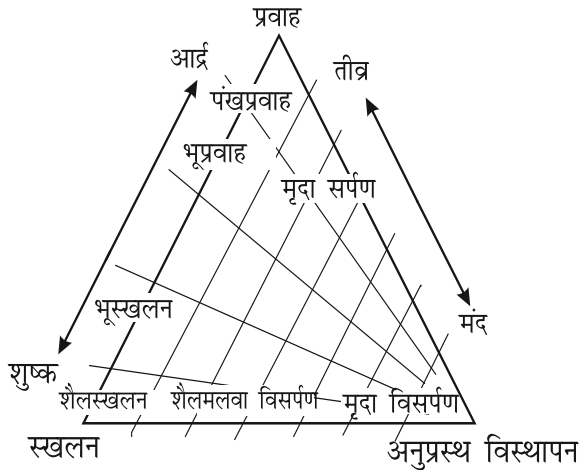 प्रवाह
आर्द्र
तीव्र
पंखप्रवाह
भूप्रवाह
मृदा सर्पण
भूस्खलन
मंद
शुष्क
शैलस्खलन
शैलमलवा विसर्पण
मृदा विसर्पण
स्खलन
अनुप्रस्थ विस्थापन